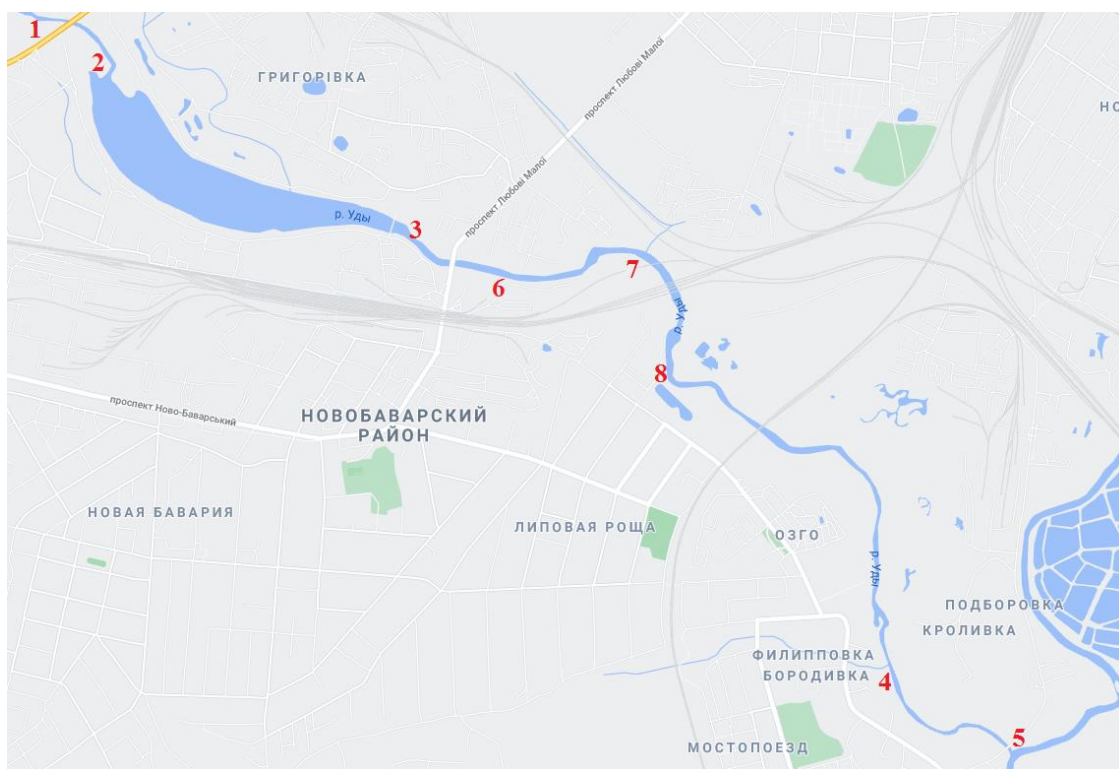 1
2
ГРИГОРІВКА
проспект Любові Малої
НО
р. Уды
3
проспект Любові Малої
7
6
р. Уды
8
проспект Ново-Баварський
НОВОБАВАРСКИЙ
РАЙОН
НОВАЯ БАВАРИЯ
ЛИПОВАЯ РОЩА
ОЗГО
р. Уды
ПОДБОРОВКА
КРОЛИВКА
ФИЛИППОВКА
БОРОДИВКА
4
МОСТОПОЕЗД
5